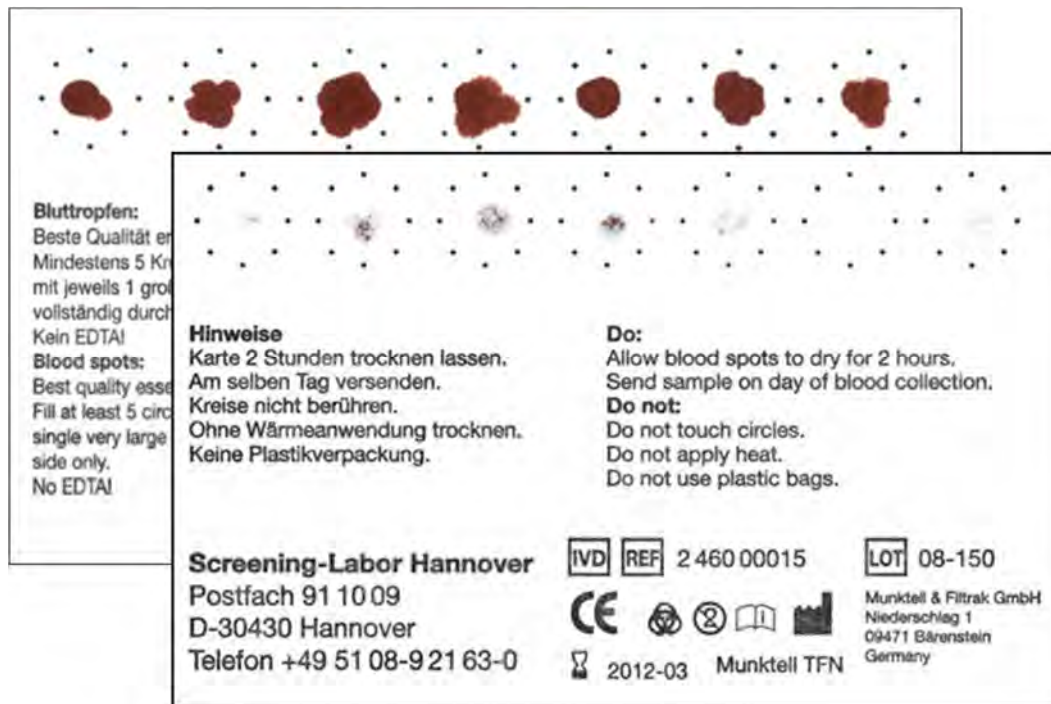 Bluttropfen:
Beste Qualität er
Mindestens 5 Kr
mit jeweils 1 gro
vollständig durch
Kein EDTA!
Blood spots:
Best quality esse
Fill at least 5 circ
single very large
side only.
No EDTA!
Hinweise
Karte 2 Stunden trocknen lassen.
Am selben Tag versenden.
Kreise nicht berühren.
Ohne Wärmeanwendung trocknen.
Keine Plastikverpackung.
Do:
Allow blood spots to dry for 2 hours.
Send sample on day of blood collection.
Do not:
Do not touch circles.
Do not apply heat.
Do not use plastic bags.
Screening-Labor Hannover
Postfach 91 10 09
D-30430 Hannover
Telefon +49 51 08-9 21 63-0
IVD REF 2 460 00015
CE
2012-03 Munktell TFN
LOT 08-150
Munktell & Filtrak GmbH
Niederschlag 1
09471 Bärenstein
Germany